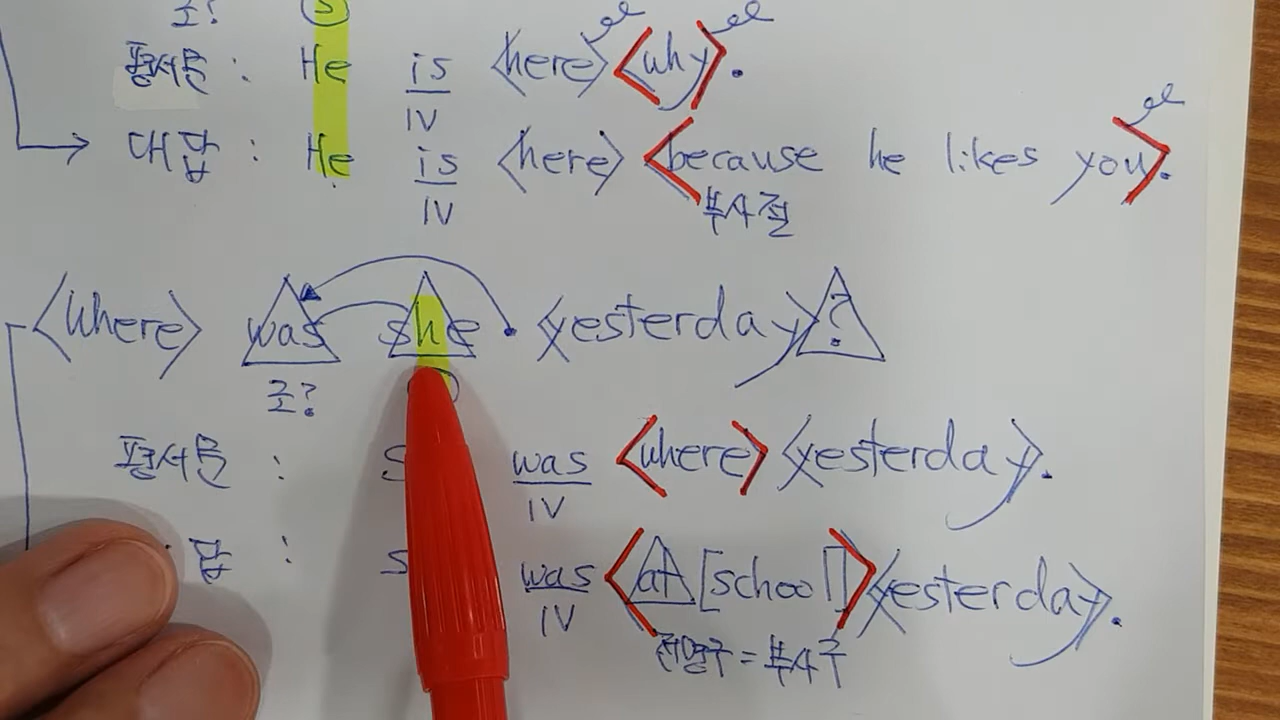 조? S
평서문 : He is <here> <why>.
IV
대답 : He is <here> <because he likes you>.
IV 부사절
<Where> was she <yesterday>?
조?
평서문 : S was <where> <yesterday>.
IV
답 : s was <at [school]> <yesterday>.
IV 전명구 = 부사구